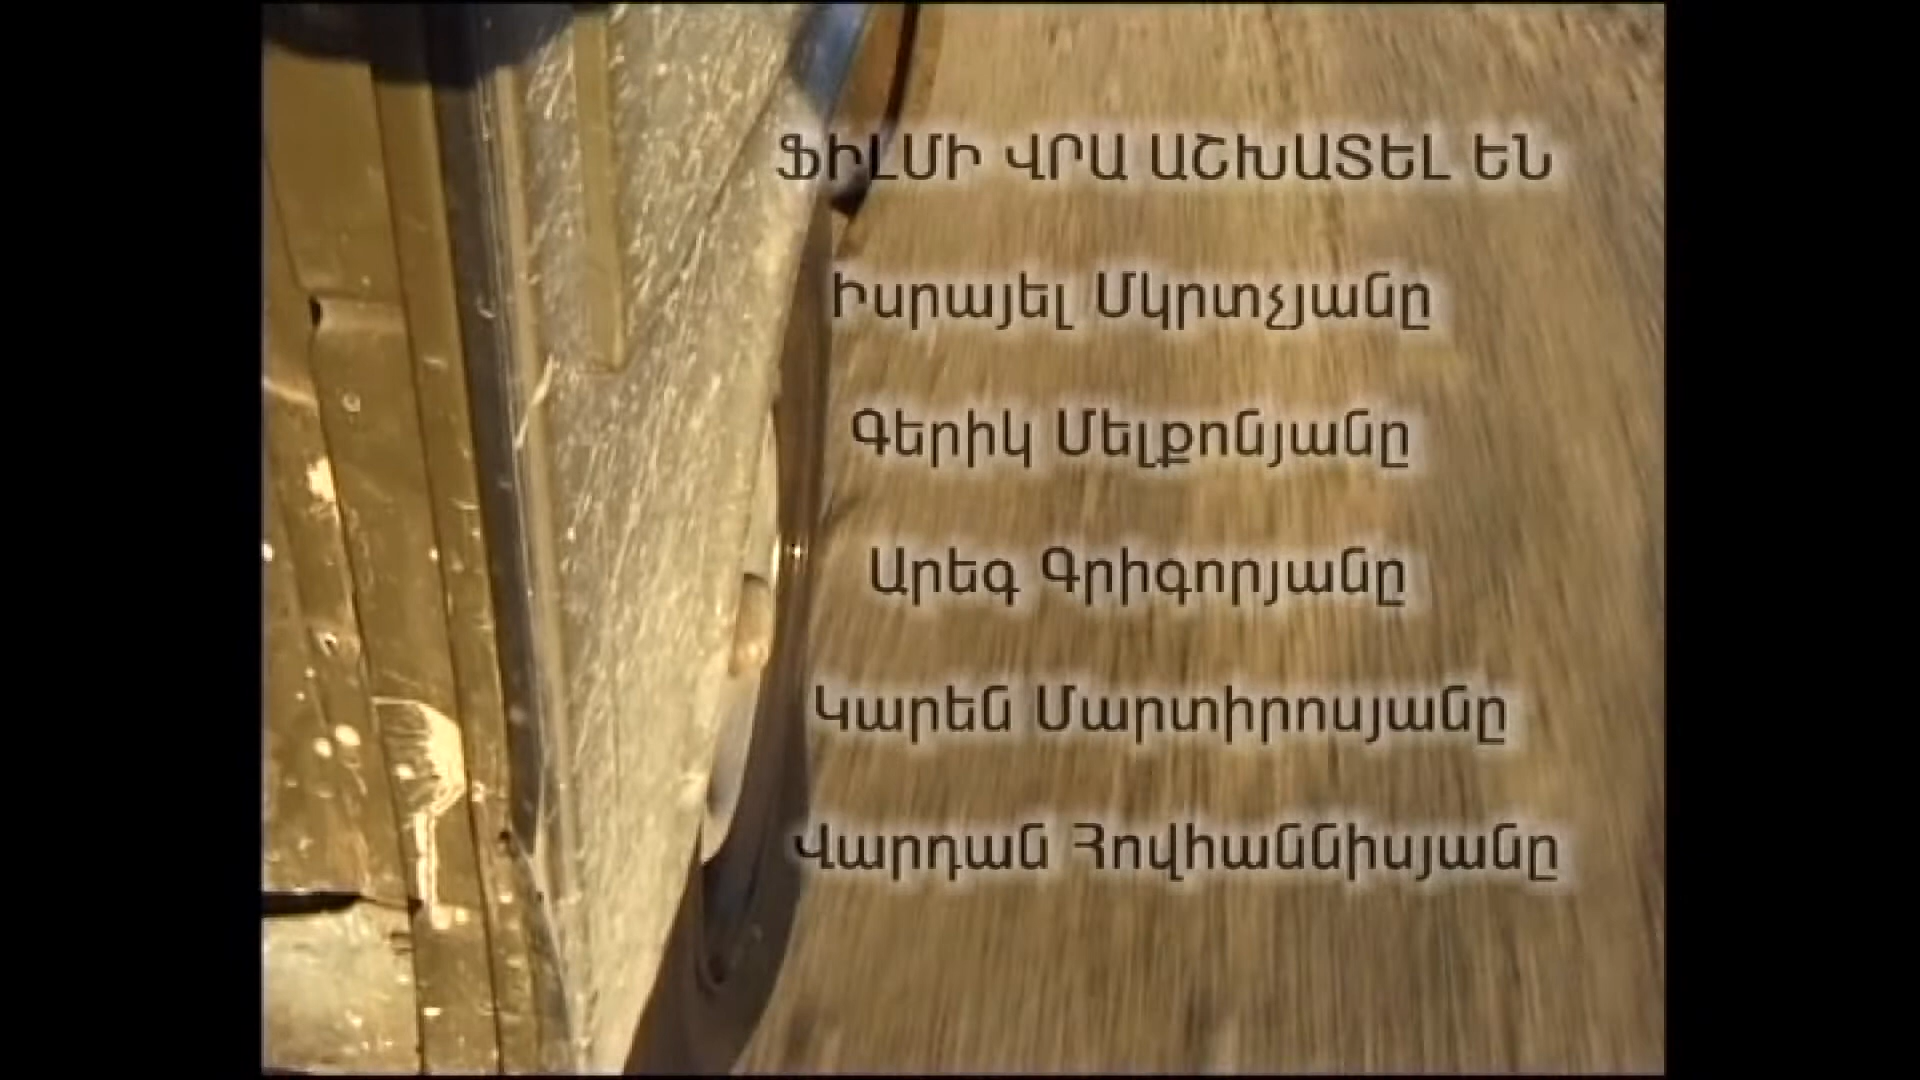 ՖԻԼՄԻ ՎՐԱ ԱՇԽԱՏԵԼ ԵՆ
Իսրայել Մկրտչյանը
Գերիկ Մելքոնյանը
Արեգ Գրիգորյանը
Կարեն Մարտիրոսյանը
Վարդան Հովհաննիսյանը